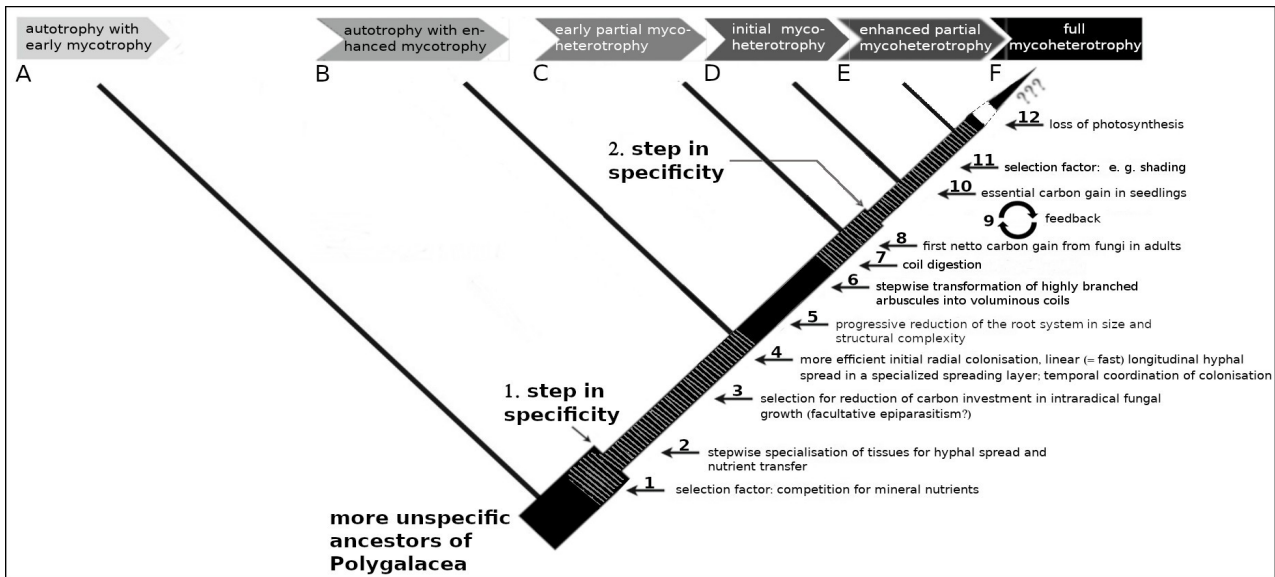 autotrophy with
early mycotrophy
autotrophy with en-
hanced mycotrophy
early partial myco-
heterotrophy
initial myco-
heterotrophy
enhanced partial
mycoheterotrophy
full
mycoheterotrophy
A
B
C
D
E
F
???
12 loss of photosynthesis
2. step in
specificity
11 selection factor: e. g. shading
10 essential carbon gain in seedlings
9 feedback
8 first netto carbon gain from fungi in adults
7 coil digestion
6 stepwise transformation of highly branched
arbuscules into voluminous coils
5 progressive reduction of the root system in size and
structural complexity
4 more efficient initial radial colonisation, linear (= fast) longitudinal hyphal
spread in a specialized spreading layer; temporal coordination of colonisation
1. step in
specificity
3 selection for reduction of carbon investment in intraradical fungal
growth (facultative epiparasitism?)
2 stepwise specialisation of tissues for hyphal spread and
nutrient transfer
1 selection factor: competition for mineral nutrients
more unspecific
ancestors of
Polygalacea